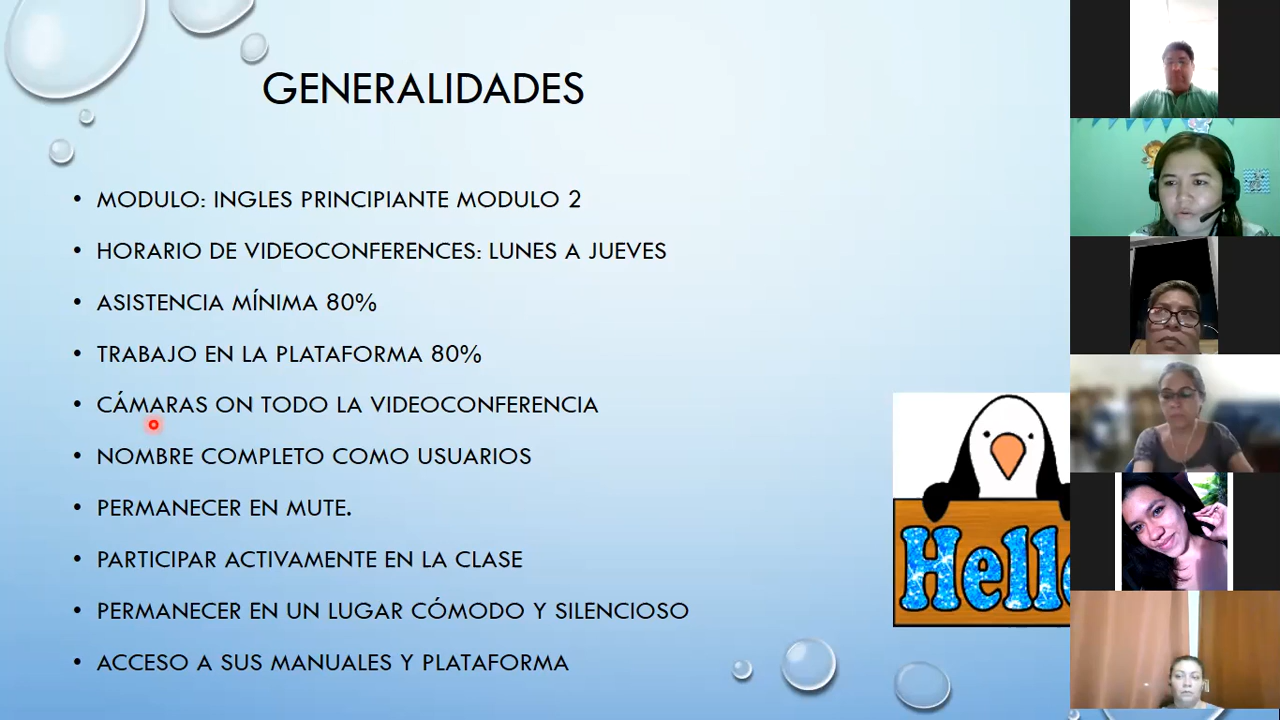 GENERALIDADES
• MODULO: INGLES PRINCIPIANTE MODULO 2
• HORARIO DE VIDEOCONFERENCES: LUNES A JUEVES
• ASISTENCIA MÍNIMA 80%
• TRABAJO EN LA PLATAFORMA 80%
• CÁMARAS ON TODO LA VIDEOCONFERENCIA
• NOMBRE COMPLETO COMO USUARIOS
• PERMANECER EN MUTE.
• PARTICIPAR ACTIVAMENTE EN LA CLASE
• PERMANECER EN UN LUGAR CÓMODO Y SILENCIOSO
• ACCESO A SUS MANUALES Y PLATAFORMA
Hell